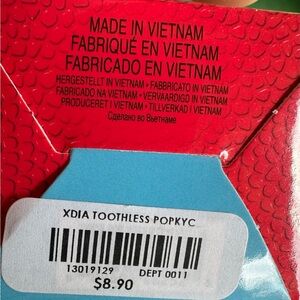 MADE IN VIETNAM
FABRIQUÉ EN VIETNAM
FABRICADO EN VIETNAM
HERGESTELLT IN VIETNAM • FABBRICATO IN VIETNAM
FABRICADO NA VIETNAM • VERVAARDIGD IN VIETNAM
PRODUCERET I VIETNAM • TILLVERKAD I VIETNAM
Сделано во Вьетнаме
XDIA TOOTHLESS POPKYC
13019129 DEPT 0011
$8.90